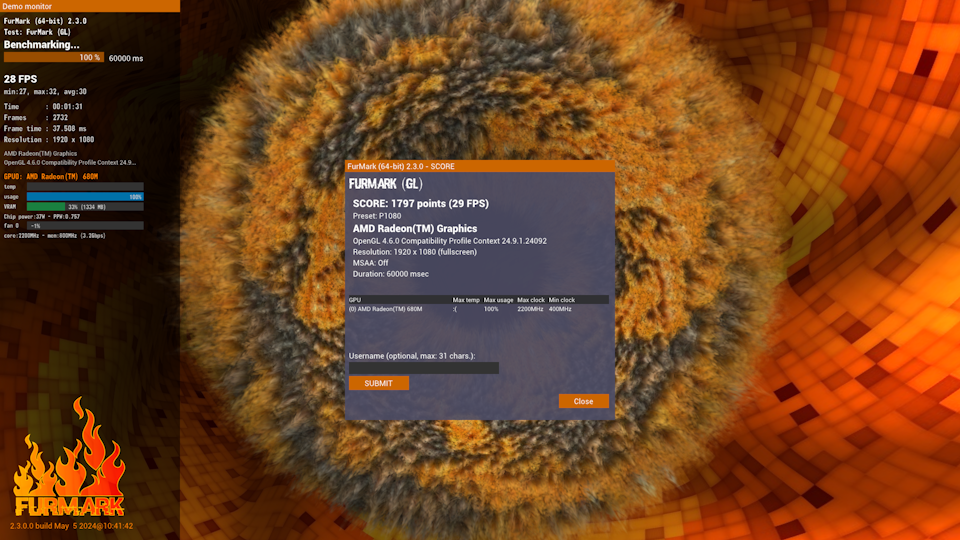 Demo monitor
FurMark (64-bit) 2.3.0
Test: FurMark (GL)
Benchmarking...
100 % 60000 ms
28 FPS
min:27, max:32, avg:30
Time : 00:01:31
Frames : 2732
Frame time : 37.508 ms
Resolution : 1920 x 1080
AMD Radeon(TM) Graphics
OpenGL 4.6.0 Compatibility Profile Context 24.9...
GPU0: AMD Radeon(TM) 680M
temp
usage 100%
VRAM 33% (1334 MB)
Chip power:37W - PPW:0.757
fan 0 -1%
core:2200MHz - mem:800MHz (3.2Gbps)
FURMARK
2.3.0.0 build May 5 2024@10:41:42
FurMark (64-bit) 2.3.0 - SCORE
FURMARK (GL)
SCORE: 1797 points (29 FPS)
Preset: P1080
AMD Radeon(TM) Graphics
OpenGL 4.6.0 Compatibility Profile Context 24.9.1.24092
Resolution: 1920 x 1080 (fullscreen)
MSAA: Off
Duration: 60000 msec
GPU Max temp Max usage Max clock Min clock
(0) AMD Radeon(TM) 680M :( 100% 2200MHz 400MHz
Username (optional, max: 31 chars.):
SUBMIT
Close